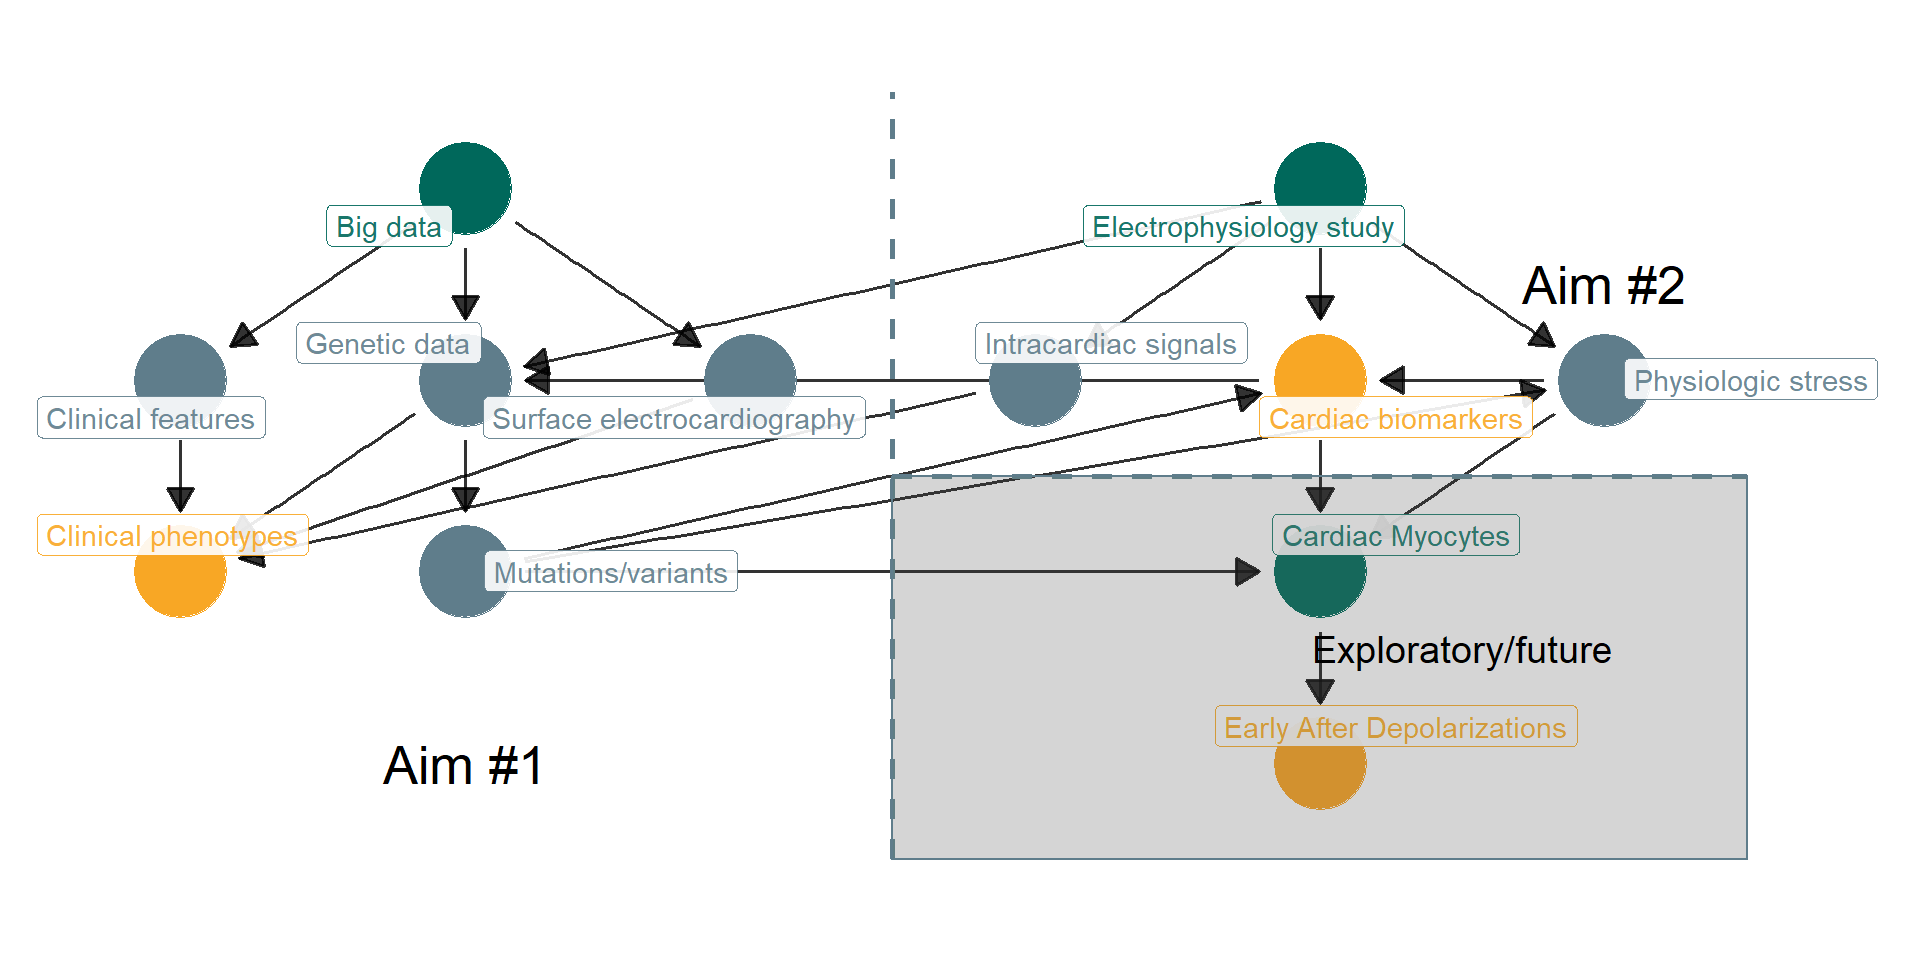 Big data
Electrophysiology study
Aim #2
Genetic data
Intracardiac signals
Physiologic stress
Clinical features
Surface electrocardiography
Cardiac biomarkers
Clinical phenotypes
Cardiac Myocytes
Mutations/variants
Exploratory/future
Early After Depolarizations
Aim #1